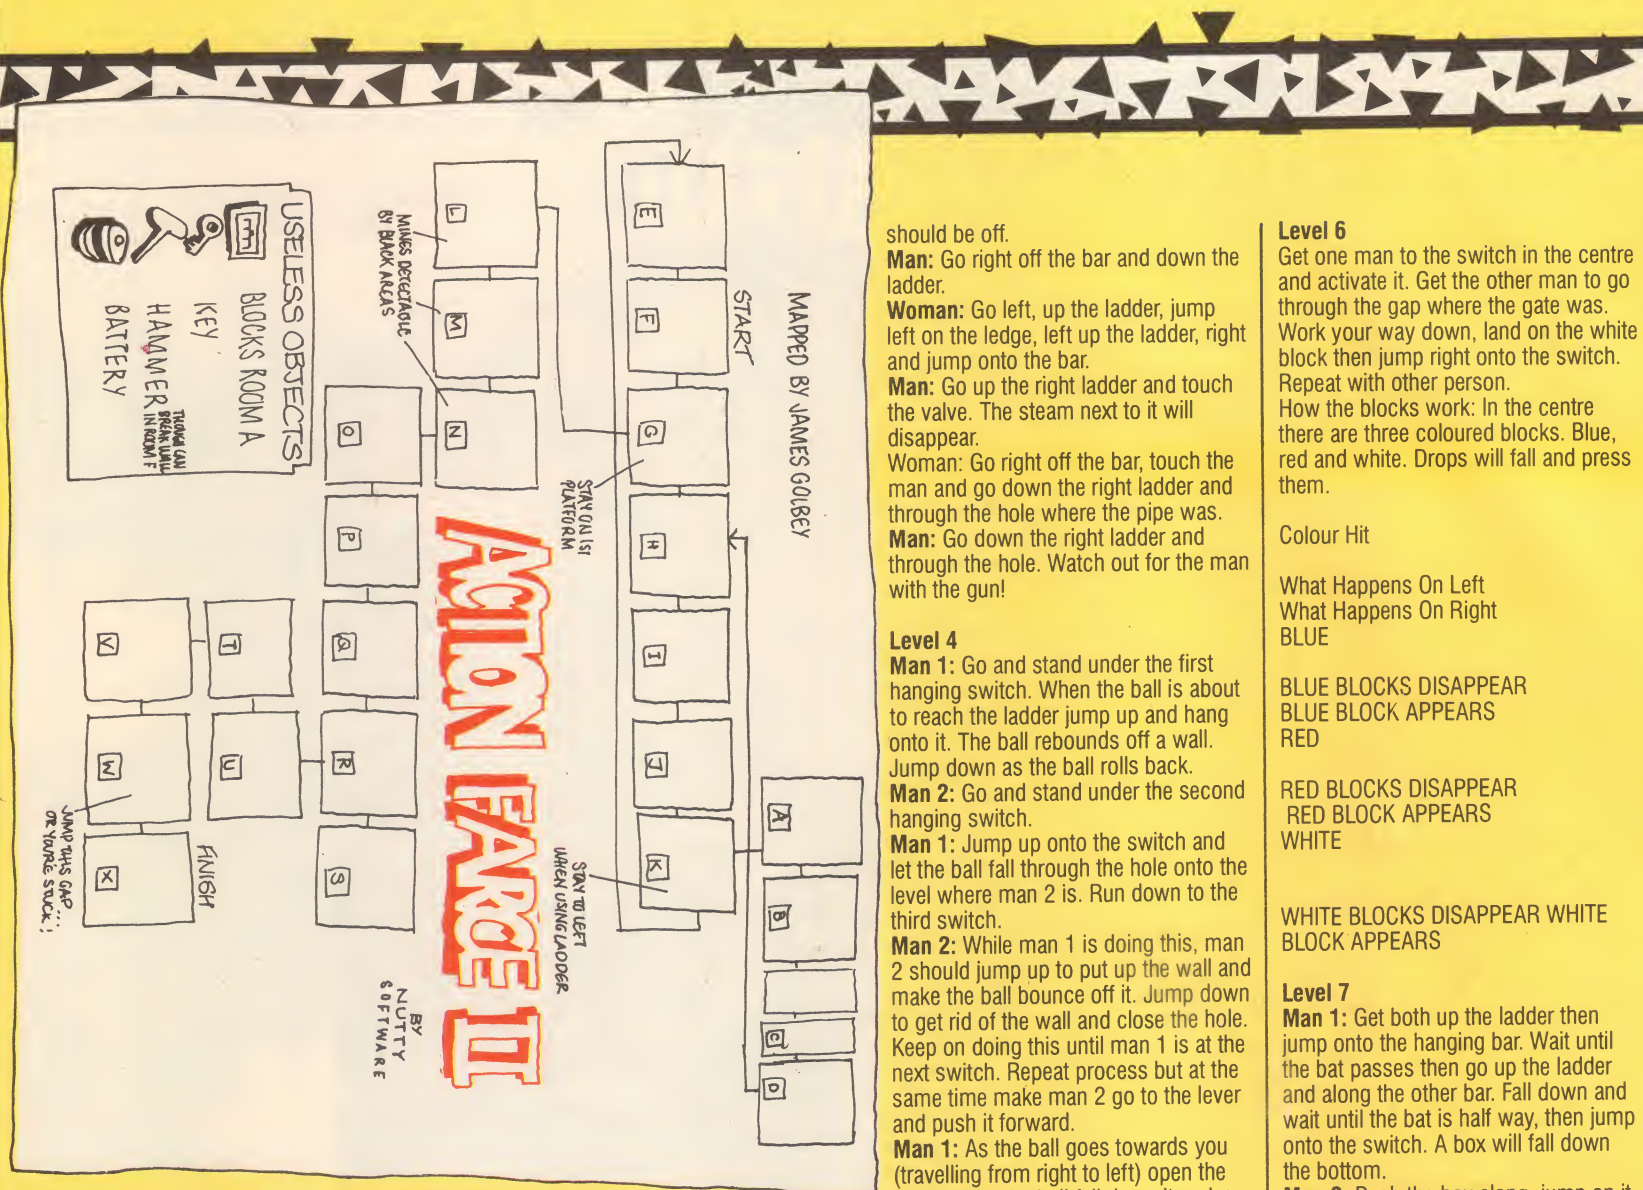 MAPPED BY JAMES GOLBEY
START
E
F
G
H
I
J
K
A
B
C
D
STAY ON 1ST
PLATFORM
STAY TO LEFT
WHEN USING LADDER
ACTION FARCE II
BY
NUTTY
SOFTWARE
L
M
N
MINES DETECTABLE
BY BLACK AREAS
O
P
Q
R
S
T
U
V
W
X
FINISH
JUMP THIS GAP...
OR YOU'RE STUCK!
USELESS OBJECTS
BLOCKS ROOM A
KEY
HAMMER THOUGH CAN
BREAK WALL
IN ROOM F
BATTERY
should be off.
Man: Go right off the bar and down the
ladder.
Woman: Go left, up the ladder, jump
left on the ledge, left up the ladder, right
and jump onto the bar.
Man: Go up the right ladder and touch
the valve. The steam next to it will
disappear.
Woman: Go right off the bar, touch the
man and go down the right ladder and
through the hole where the pipe was.
Man: Go down the right ladder and
through the hole. Watch out for the man
with the gun!
Level 4
Man 1: Go and stand under the first
hanging switch. When the ball is about
to reach the ladder jump up and hang
onto it. The ball rebounds off a wall.
Jump down as the ball rolls back.
Man 2: Go and stand under the second
hanging switch.
Man 1: Jump up onto the switch and
let the ball fall through the hole onto the
level where man 2 is. Run down to the
third switch.
Man 2: While man 1 is doing this, man
2 should jump up to put up the wall and
make the ball bounce off it. Jump down
to get rid of the wall and close the hole.
Keep on doing this until man 1 is at the
next switch. Repeat process but at the
same time make man 2 go to the lever
and push it forward.
Man 1: As the ball goes towards you
(travelling from right to left) open the
Level 6
Get one man to the switch in the centre
and activate it. Get the other man to go
through the gap where the gate was.
Work your way down, land on the white
block then jump right onto the switch.
Repeat with other person.
How the blocks work: In the centre
there are three coloured blocks. Blue,
red and white. Drops will fall and press
them.
Colour Hit
What Happens On Left
What Happens On Right
BLUE
BLUE BLOCKS DISAPPEAR
BLUE BLOCK APPEARS
RED
RED BLOCKS DISAPPEAR
RED BLOCK APPEARS
WHITE
WHITE BLOCKS DISAPPEAR WHITE
BLOCK APPEARS
Level 7
Man 1: Get both up the ladder then
jump onto the hanging bar. Wait until
the bat passes then go up the ladder
and along the other bar. Fall down and
wait until the bat is half way, then jump
onto the switch. A box will fall down
the bottom.